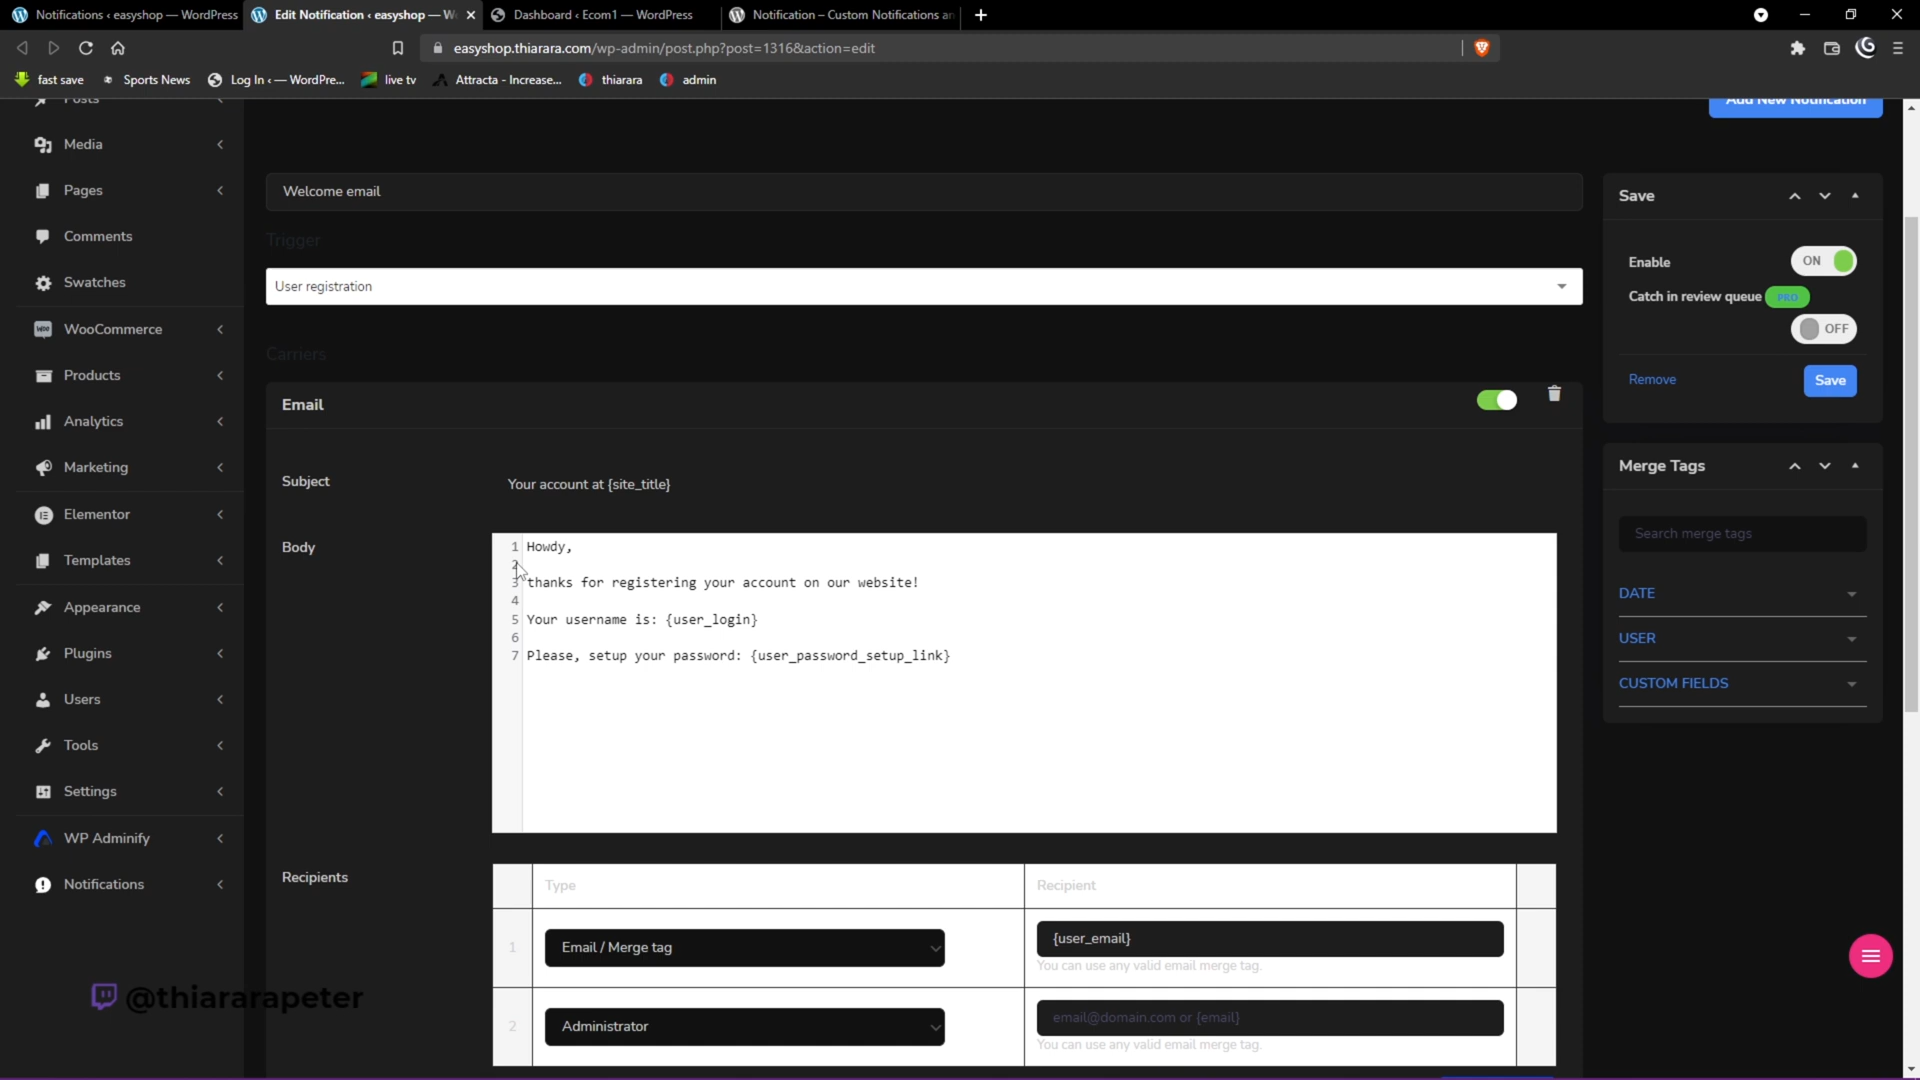 Notifications ‹ easyshop — WordPress
Edit Notification ‹ easyshop — W
Dashboard ‹ Ecom1 — WordPress
Notification – Custom Notifications an
easyshop.thiarara.com/wp-admin/post.php?post=1316&action=edit
fast save
Sports News
Log In ‹ — WordPre...
live tv
Attracta - Increase...
thiarara
admin
Posts
Add New Notification
Media
Pages
Comments
Swatches
WooCommerce
Products
Analytics
Marketing
Elementor
Templates
Appearance
Plugins
Users
Tools
Settings
WP Adminify
Notifications
Welcome email
Trigger
User registration
Carriers
Email
Subject
Your account at {site_title}
Body
1 Howdy,
2
3 thanks for registering your account on our website!
4
5 Your username is: {user_login}
6
7 Please, setup your password: {user_password_setup_link}
Recipients
Type
Recipient
1
Email / Merge tag
{user_email}
You can use any valid email merge tag.
2
Administrator
email@domain.com or {email}
You can use any valid email merge tag.
Save
Enable
ON
Catch in review queue PRO
OFF
Remove
Save
Merge Tags
Search merge tags
DATE
USER
CUSTOM FIELDS
@thiararapeter